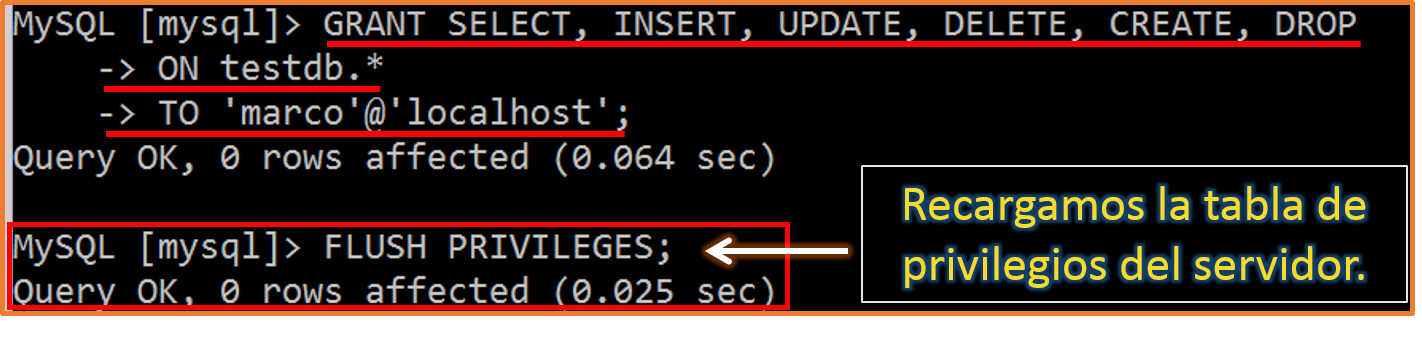 MySQL [mysql]> GRANT SELECT, INSERT, UPDATE, DELETE, CREATE, DROP
-> ON testdb.*
-> TO 'marco'@'localhost';
Query OK, 0 rows affected (0.064 sec)
MySQL [mysql]> FLUSH PRIVILEGES;
Query OK, 0 rows affected (0.025 sec)
Recargamos la tabla de
privilegios del servidor.